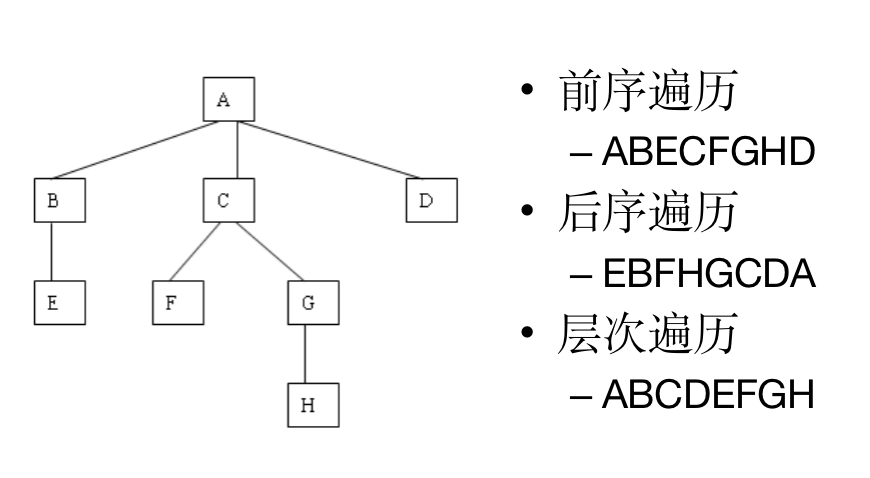 A
B
C
D
E
F
G
H
• 前序遍历
– ABECFGHD
• 后序遍历
– EBFHGCDA
• 层次遍历
– ABCDEFGH